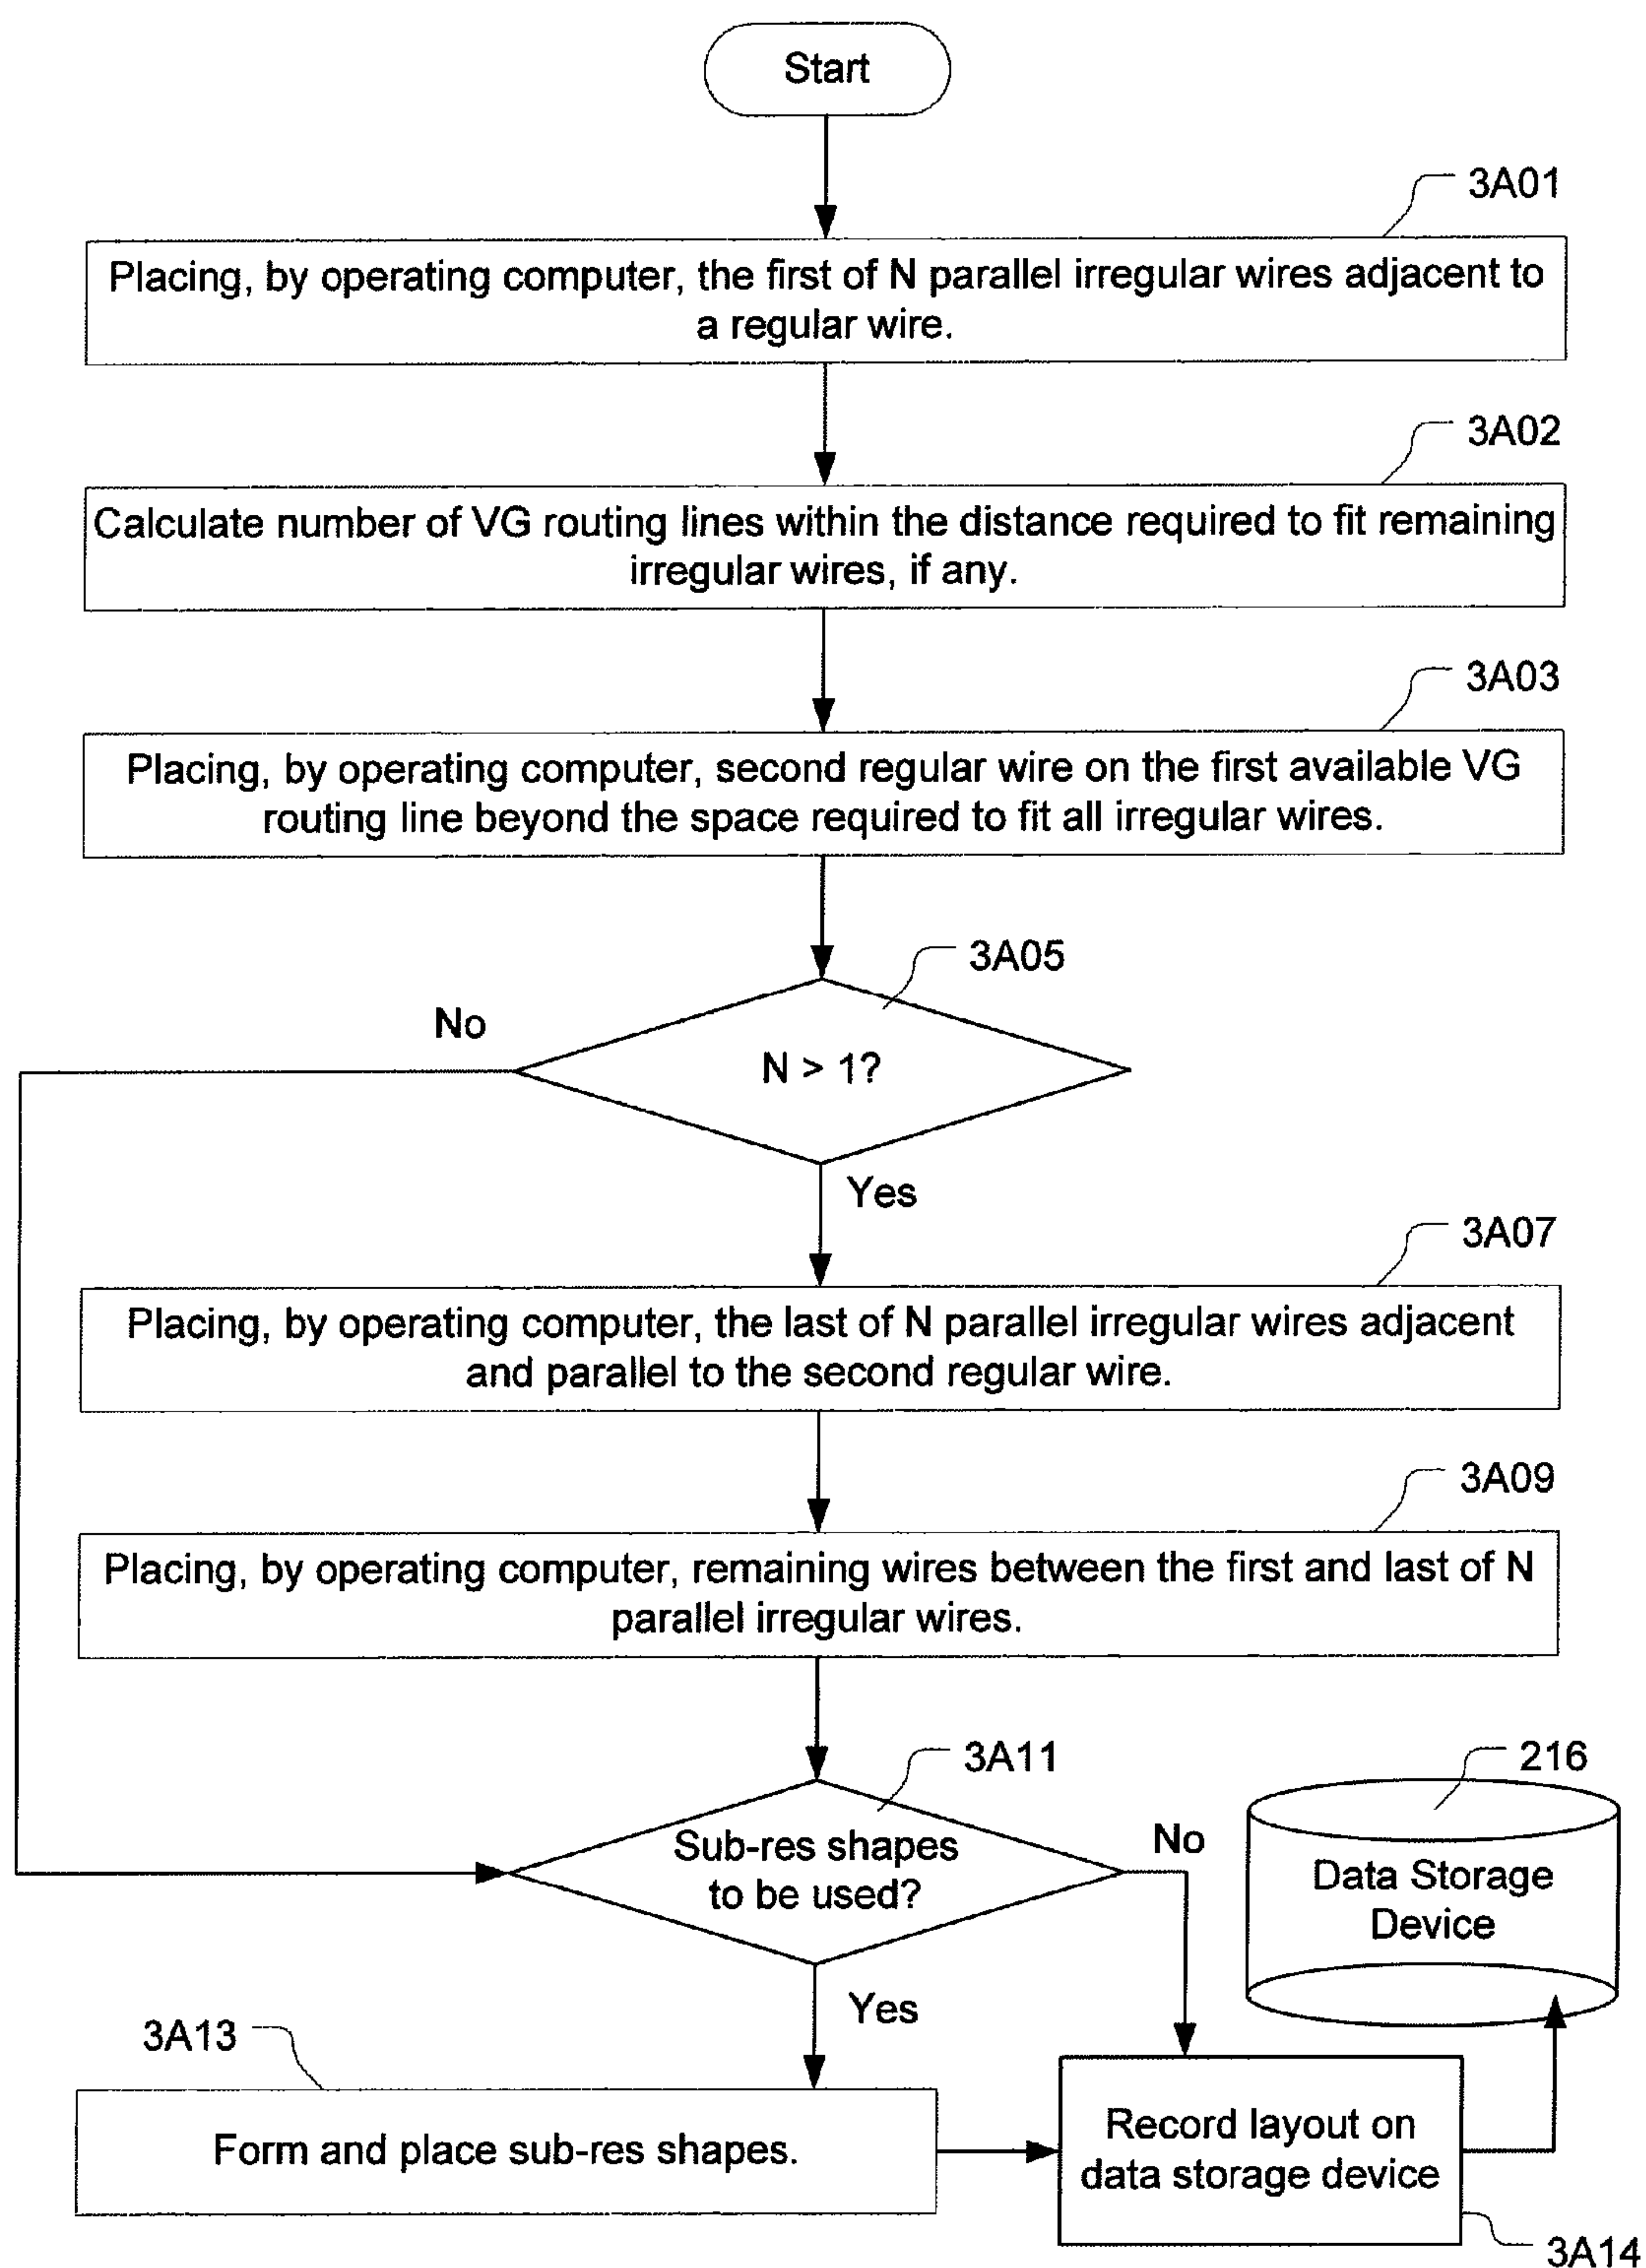 Start
3A01
Placing, by operating computer, the first of N parallel irregular wires adjacent to
a regular wire.
3A02
Calculate number of VG routing lines within the distance required to fit remaining
irregular wires, if any.
3A03
Placing, by operating computer, second regular wire on the first available VG
routing line beyond the space required to fit all irregular wires.
3A05
No
N > 1?
Yes
3A07
Placing, by operating computer, the last of N parallel irregular wires adjacent
and parallel to the second regular wire.
3A09
Placing, by operating computer, remaining wires between the first and last of N
parallel irregular wires.
3A11
216
Sub-res shapes
to be used?
No
Data Storage
Device
Yes
3A13
Form and place sub-res shapes.
Record layout on
data storage device
3A14